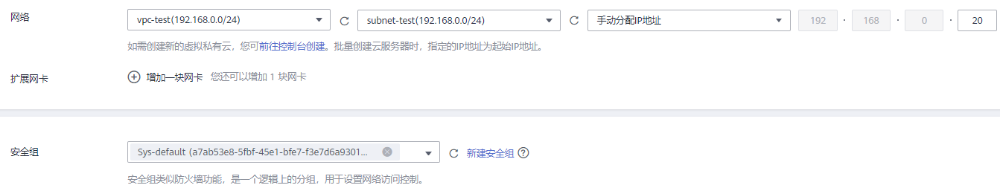 网络 vpc-test(192.168.0.0/24) subnet-test(192.168.0.0/24) 手动分配IP地址 192 · 168 · 0 · 20
如需创建新的虚拟私有云，您可前往控制台创建。批量创建云服务器时，指定的IP地址为起始IP地址。
扩展网卡 增加一块网卡 您还可以增加 1 块网卡
安全组 Sys-default (a7ab53e8-5fbf-45e1-bfe7-f3e7d6a9301... 新建安全组
安全组类似防火墙功能，是一个逻辑上的分组，用于设置网络访问控制。